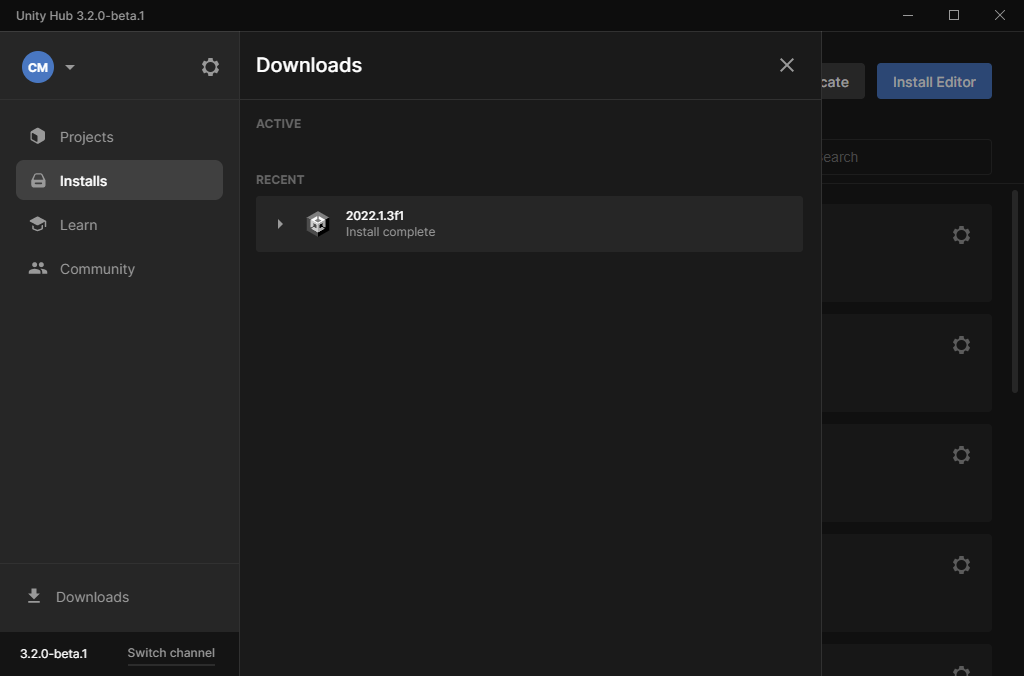 Unity Hub 3.2.0-beta.1
CM
Projects
Installs
Learn
Community
Downloads
3.2.0-beta.1 Switch channel
Downloads
ACTIVE
RECENT
2022.1.3f1
Install complete
cate
Install Editor
earch